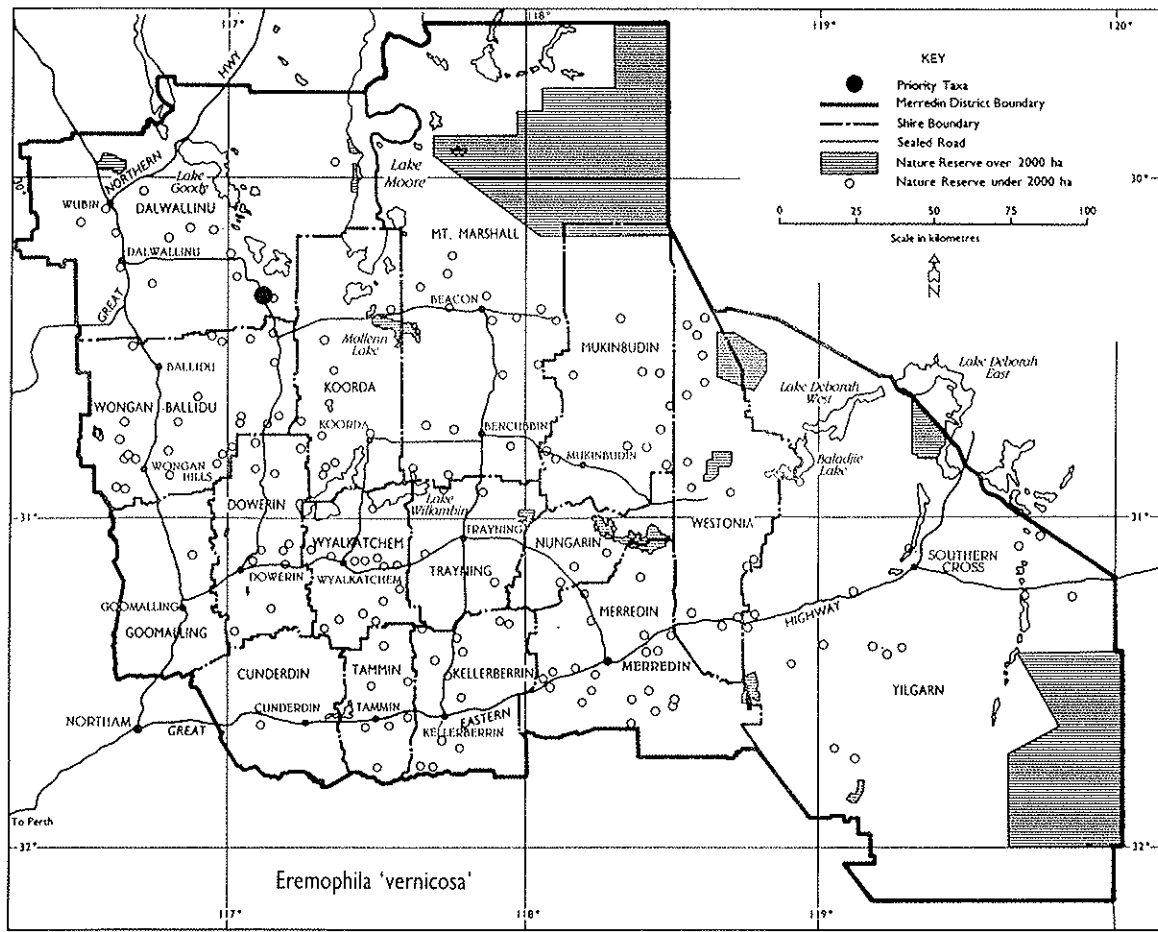 117°
118°
119°
120°
KEY
Priority Taxa
Merredin District Boundary
Shire Boundary
Sealed Road
Nature Reserve over 2000 ha
Nature Reserve under 2000 ha
0 25 50 75 100
Scale in kilometres
N
HWY
NORTHERN
Lake
Goody
Lake
Moore
30°
30°
WUBIN
DALWALLINU
MT. MARSHALL
DALWALLINU
GREAT
BEACON
Mollerin
Lake
MUKINBUDIN
BALLIDU
KOORDA
Lake Deborah
East
Lake Deborah
West
WONGAN-BALLIDU
KOORDA
BENCUBBIN
MUKINBUDIN
Baladjie
Lake
WONGAN
HILLS
DOWERIN
Lake
Wallambin
WESTONIA
31°
31°
WYALKATCHEM
TRAYNING
NUNGARIN
DOWERIN
WYALKATCHEM
TRAYNING
SOUTHERN
CROSS
GOOMALLING
GOOMALLING
MERREDIN
HIGHWAY
CUNDERDIN
TAMMIN
KELLERBERRIN
MERREDIN
YILGARN
CUNDERDIN
TAMMIN
NORTHAM
GREAT
EASTERN
KELLERBERRIN
To Perth
32°
32°
Eremophila 'vernicosa'
117°
118°
119°
120°